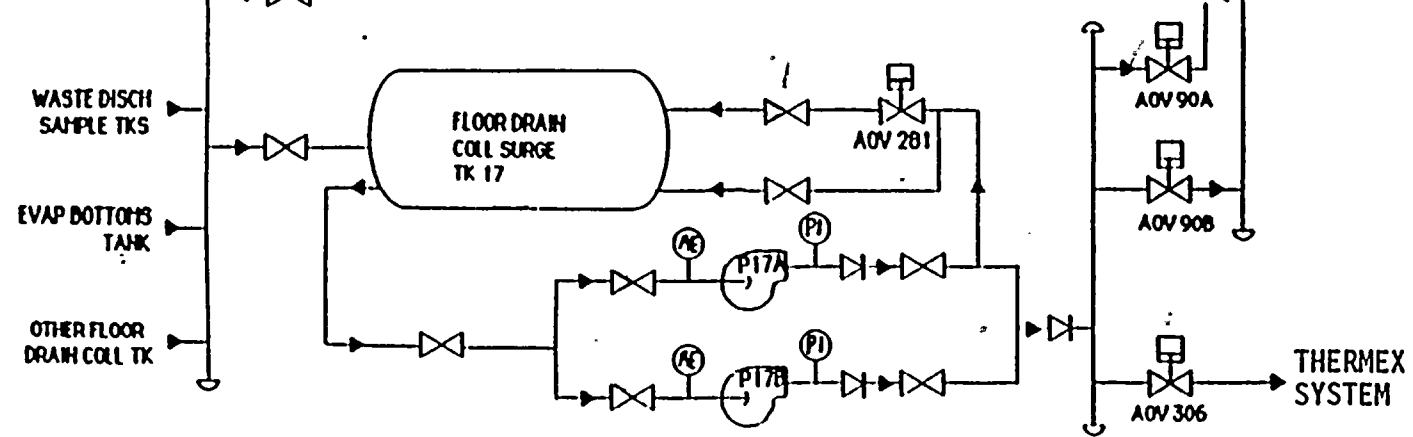 WASTE DISCH
SAMPLE TKS
EVAP BOTTOMS
TANK
OTHER FLOOR
DRAIN COLL TK
FLOOR DRAIN
COLL SURGE
TK 17
AOV 281
AE
P17A
PI
AE
P17B
PI
AOV 90A
AOV 90B
AOV 306
THERMEX
SYSTEM